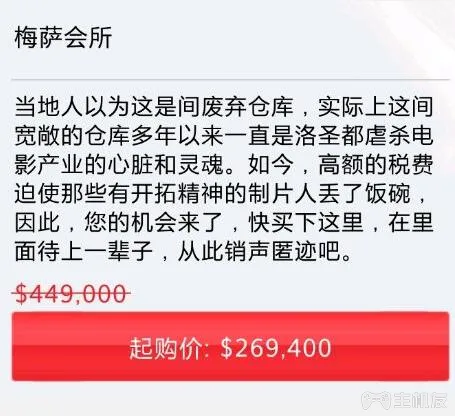 梅萨会所
当地人以为这是间废弃仓库，实际上这间
宽敞的仓库多年以来一直是洛圣都虐杀电
影产业的心脏和灵魂。如今，高额的税费
迫使那些有开拓精神的制片人丢了饭碗，
因此，您的机会来了，快买下这里，在里
面待上一辈子，从此销声匿迹吧。
$449,000
起购价: $269,400
主机友